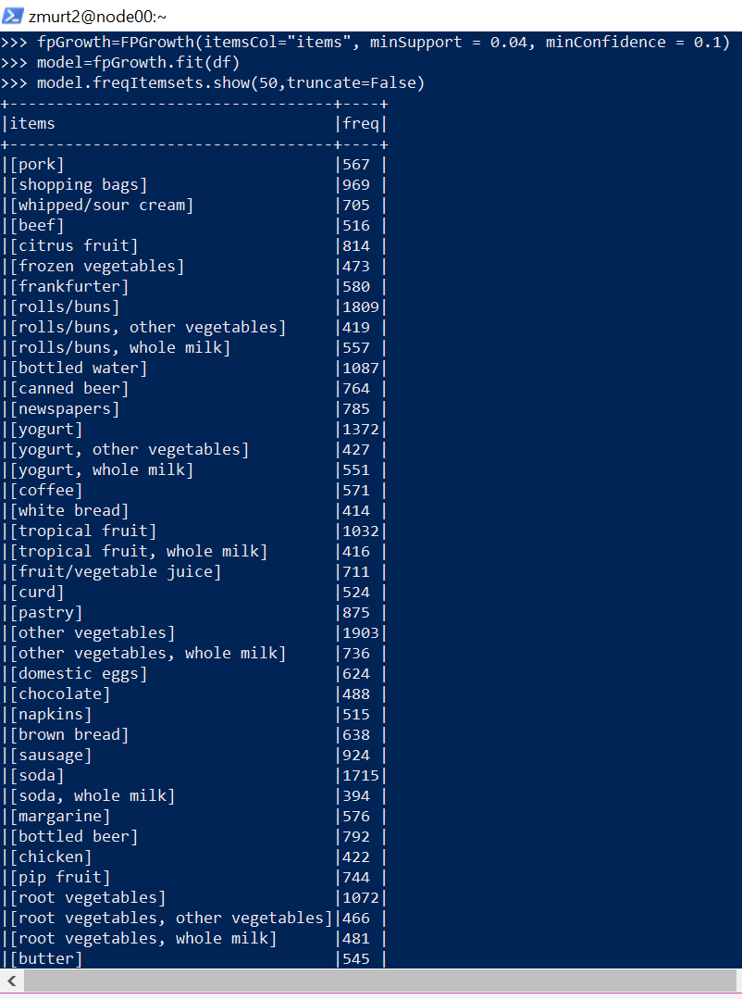 zmurt2@node00:~
>>> fpGrowth=FPGrowth(itemsCol="items", minSupport = 0.04, minConfidence = 0.1)
>>> model=fpGrowth.fit(df)
>>> model.freqItemsets.show(50,truncate=False)
+-----------------------------------+----+
|items                              |freq|
+-----------------------------------+----+
|[pork]                             |567 |
|[shopping bags]                    |969 |
|[whipped/sour cream]               |705 |
|[beef]                             |516 |
|[citrus fruit]                     |814 |
|[frozen vegetables]                |473 |
|[frankfurter]                      |580 |
|[rolls/buns]                       |1809|
|[rolls/buns, other vegetables]     |419 |
|[rolls/buns, whole milk]           |557 |
|[bottled water]                    |1087|
|[canned beer]                      |764 |
|[newspapers]                       |785 |
|[yogurt]                           |1372|
|[yogurt, other vegetables]         |427 |
|[yogurt, whole milk]               |551 |
|[coffee]                           |571 |
|[white bread]                      |414 |
|[tropical fruit]                   |1032|
|[tropical fruit, whole milk]       |416 |
|[fruit/vegetable juice]            |711 |
|[curd]                             |524 |
|[pastry]                           |875 |
|[other vegetables]                 |1903|
|[other vegetables, whole milk]     |736 |
|[domestic eggs]                    |624 |
|[chocolate]                        |488 |
|[napkins]                          |515 |
|[brown bread]                      |638 |
|[sausage]                          |924 |
|[soda]                             |1715|
|[soda, whole milk]                 |394 |
|[margarine]                        |576 |
|[bottled beer]                     |792 |
|[chicken]                          |422 |
|[pip fruit]                        |744 |
|[root vegetables]                  |1072|
|[root vegetables, other vegetables]|466 |
|[root vegetables, whole milk]      |481 |
|[butter]                           |545 |